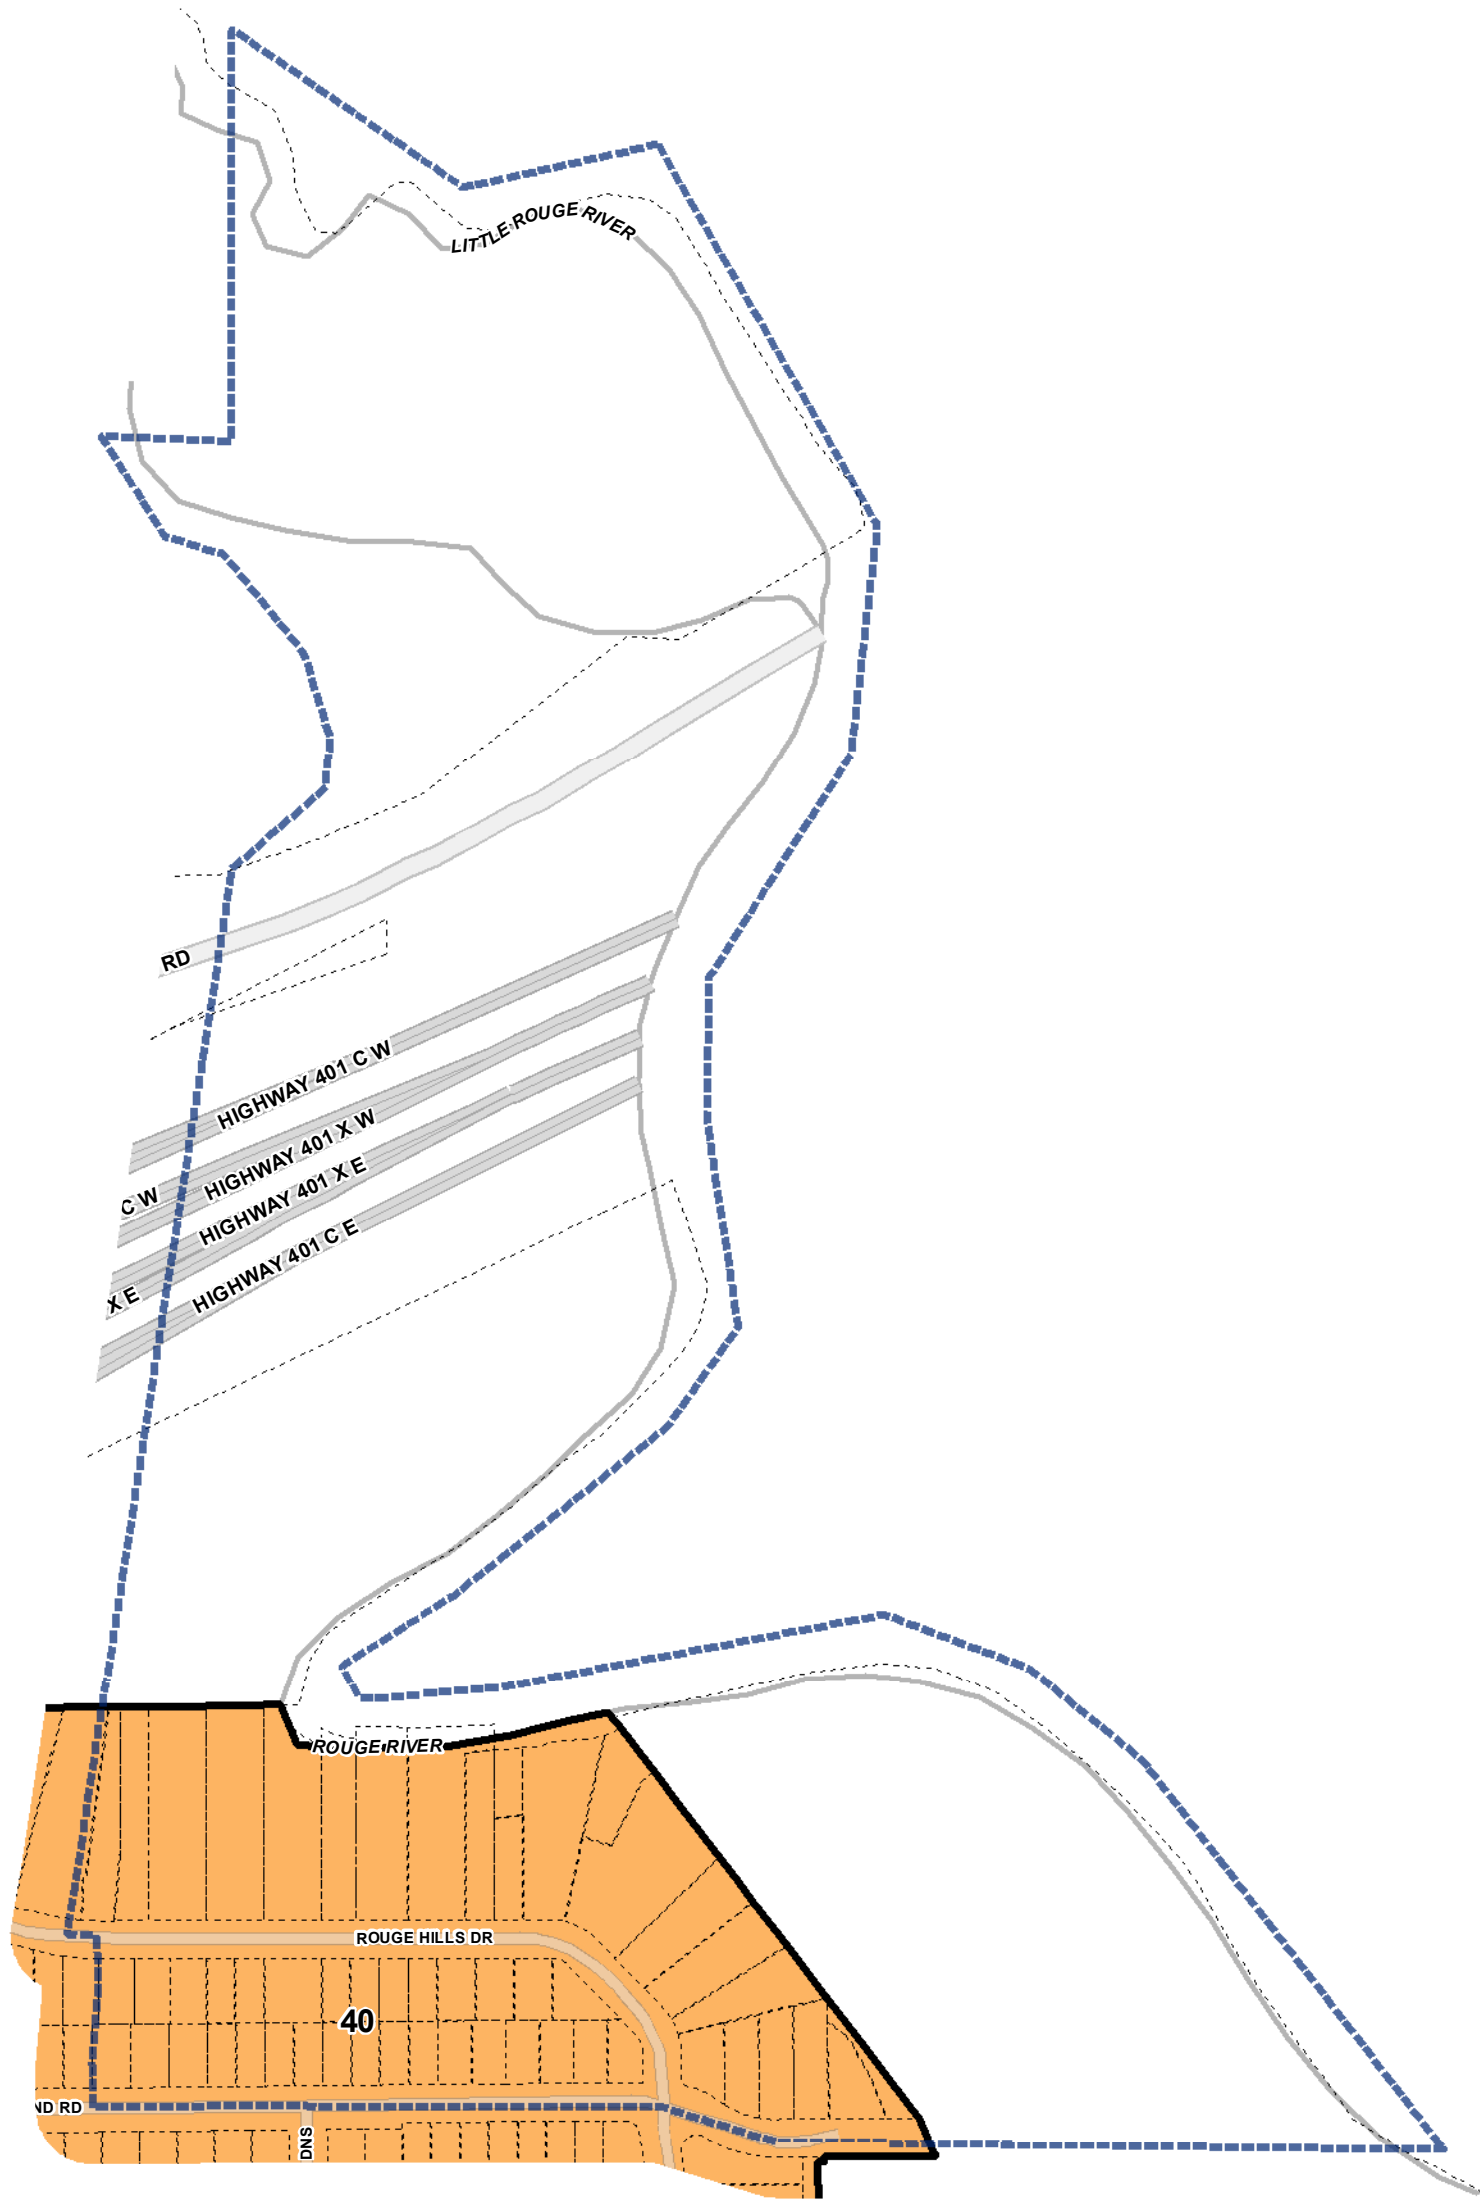 LITTLE ROUGE RIVER
RD
HIGHWAY 401 C W
HIGHWAY 401 X W
C W
HIGHWAY 401 X E
HIGHWAY 401 C E
X E
ROUGE RIVER
ROUGE HILLS DR
40
ND RD
DNS